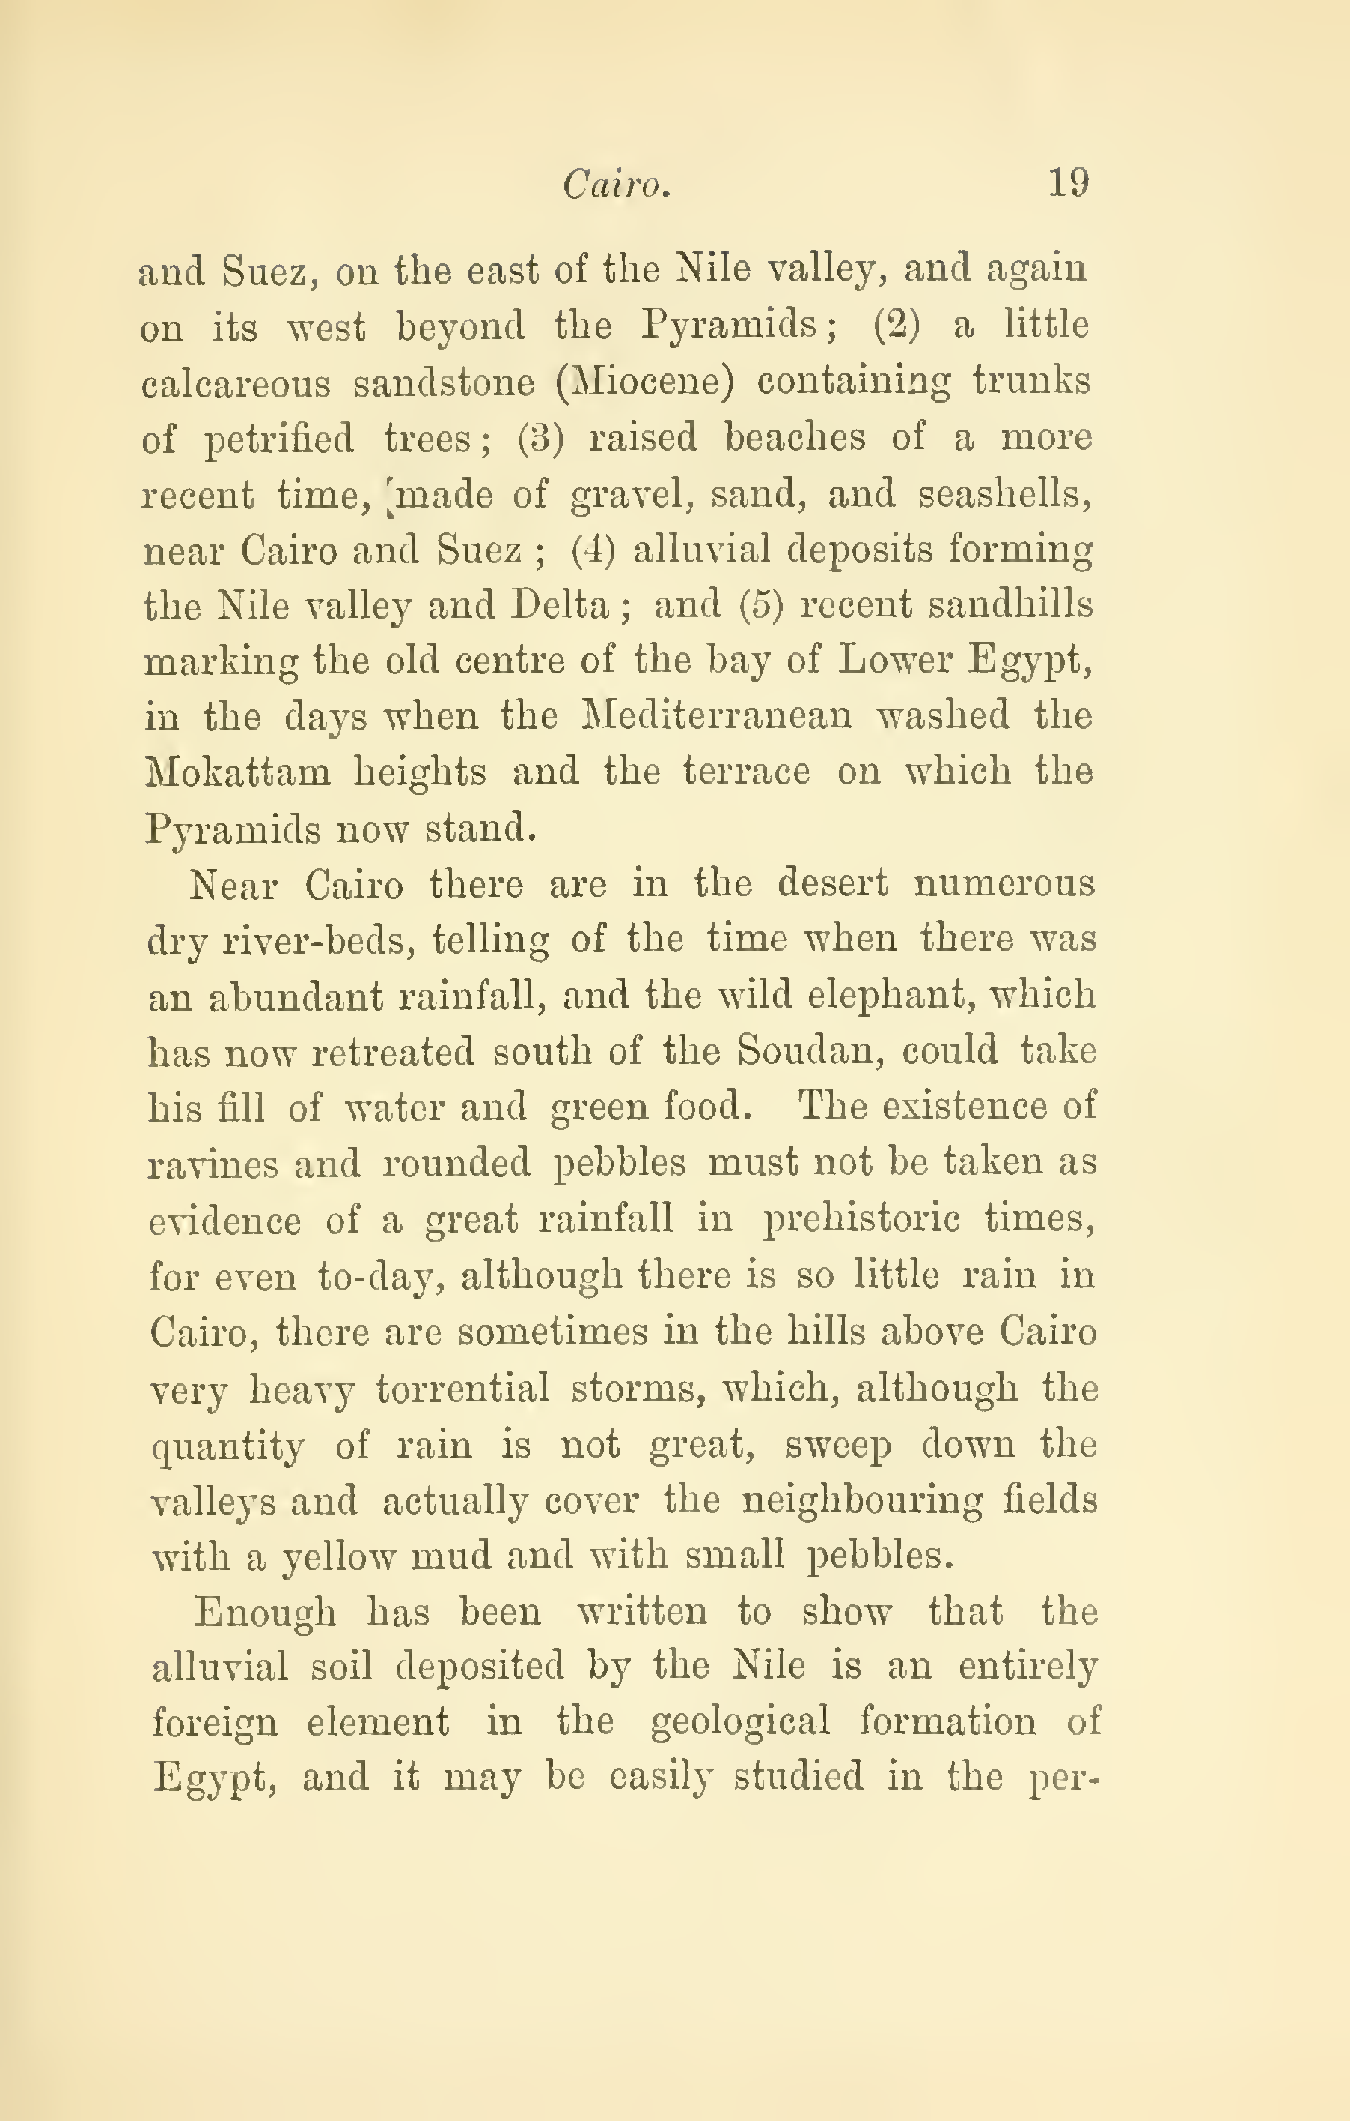 Cairo. 19
and Suez, on the east of the Nile valley, and again
on its west beyond the Pyramids; (2) a little
calcareous sandstone (Miocene) containing trunks
of petrified trees; (3) raised beaches of a more
recent time, [made of gravel, sand, and seashells,
near Cairo and Suez; (4) alluvial deposits forming
the Nile valley and Delta; and (5) recent sandhills
marking the old centre of the bay of Lower Egypt,
in the days when the Mediterranean washed the
Mokattam heights and the terrace on which the
Pyramids now stand.
Near Cairo there are in the desert numerous
dry river-beds, telling of the time when there was
an abundant rainfall, and the wild elephant, which
has now retreated south of the Soudan, could take
his fill of water and green food. The existence of
ravines and rounded pebbles must not be taken as
evidence of a great rainfall in prehistoric times,
for even to-day, although there is so little rain in
Cairo, there are sometimes in the hills above Cairo
very heavy torrential storms, which, although the
quantity of rain is not great, sweep down the
valleys and actually cover the neighbouring fields
with a yellow mud and with small pebbles.
Enough has been written to show that the
alluvial soil deposited by the Nile is an entirely
foreign element in the geological formation of
Egypt, and it may be easily studied in the per-